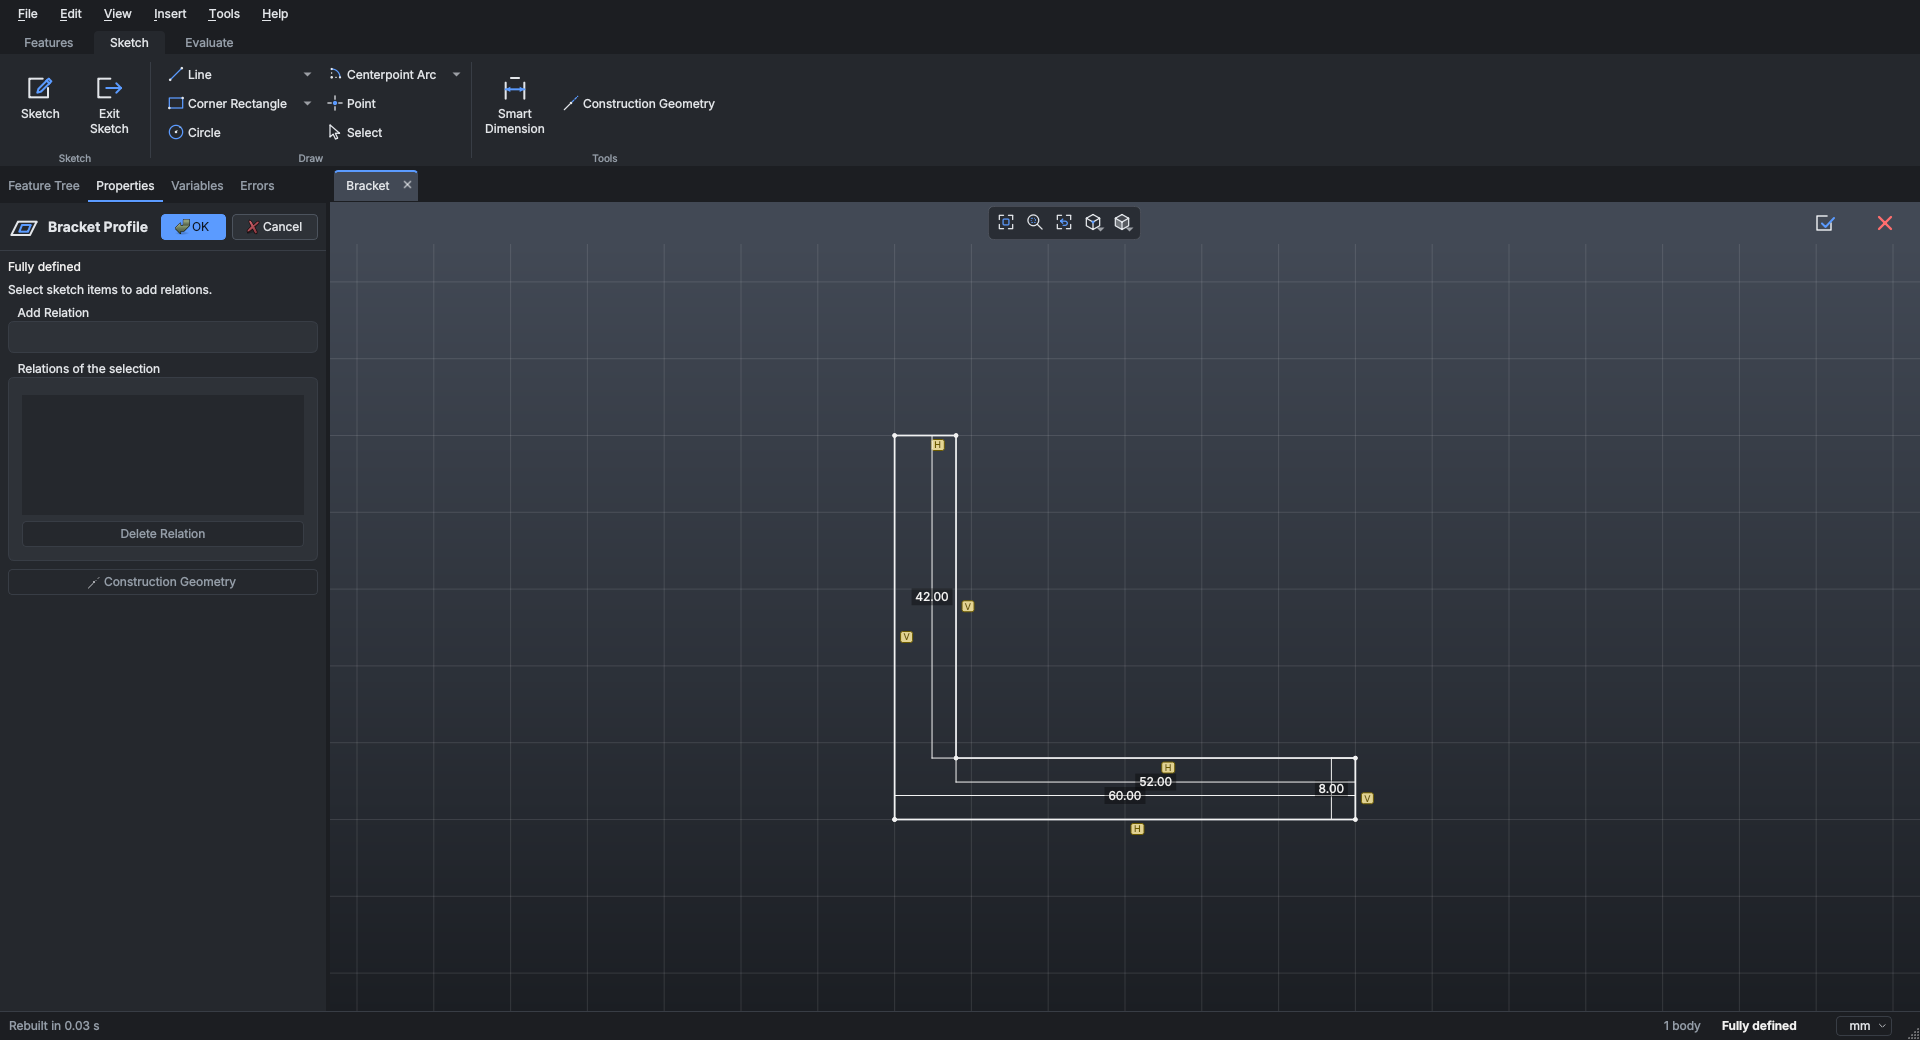 File Edit View Insert Tools Help
Features Sketch Evaluate
Line Centerpoint Arc
Corner Rectangle Point
Circle Select
Sketch
Exit Sketch
Smart Dimension
Construction Geometry
Sketch Draw Tools
Feature Tree Properties Variables Errors
Bracket
Bracket Profile OK Cancel
Fully defined
Select sketch items to add relations.
Add Relation
Relations of the selection
Delete Relation
Construction Geometry
H
42.00
V
V
H
52.00
8.00
60.00
V
H
Rebuilt in 0.03 s 1 body Fully defined mm